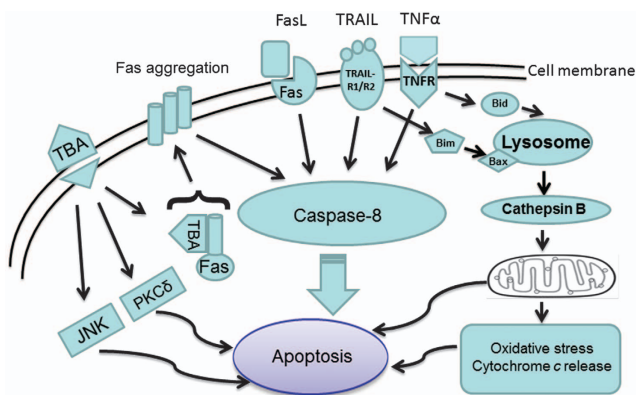 FasL
TRAIL
TNFα
Fas aggregation
Cell membrane
Fas
TRAIL-
R1/R2
TNFR
Bid
TBA
Bim
Lysosome
Bax
Caspase-8
Cathepsin B
TBA
Fas
PKCδ
JNK
Apoptosis
Oxidative stress
Cytochrome c release